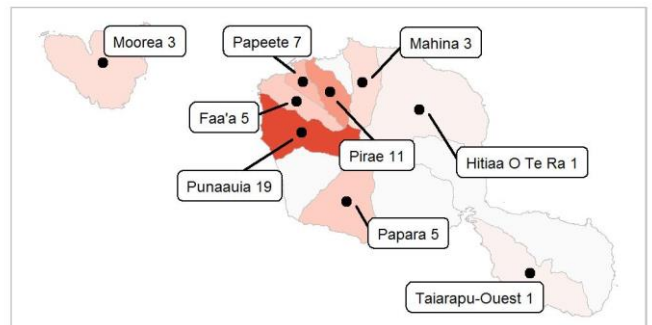 Moorea 3
Papeete 7
Mahina 3
Faa'a 5
Pirae 11
Hitiaa O Te Ra 1
Punaauia 19
Papara 5
Taiarapu-Ouest 1